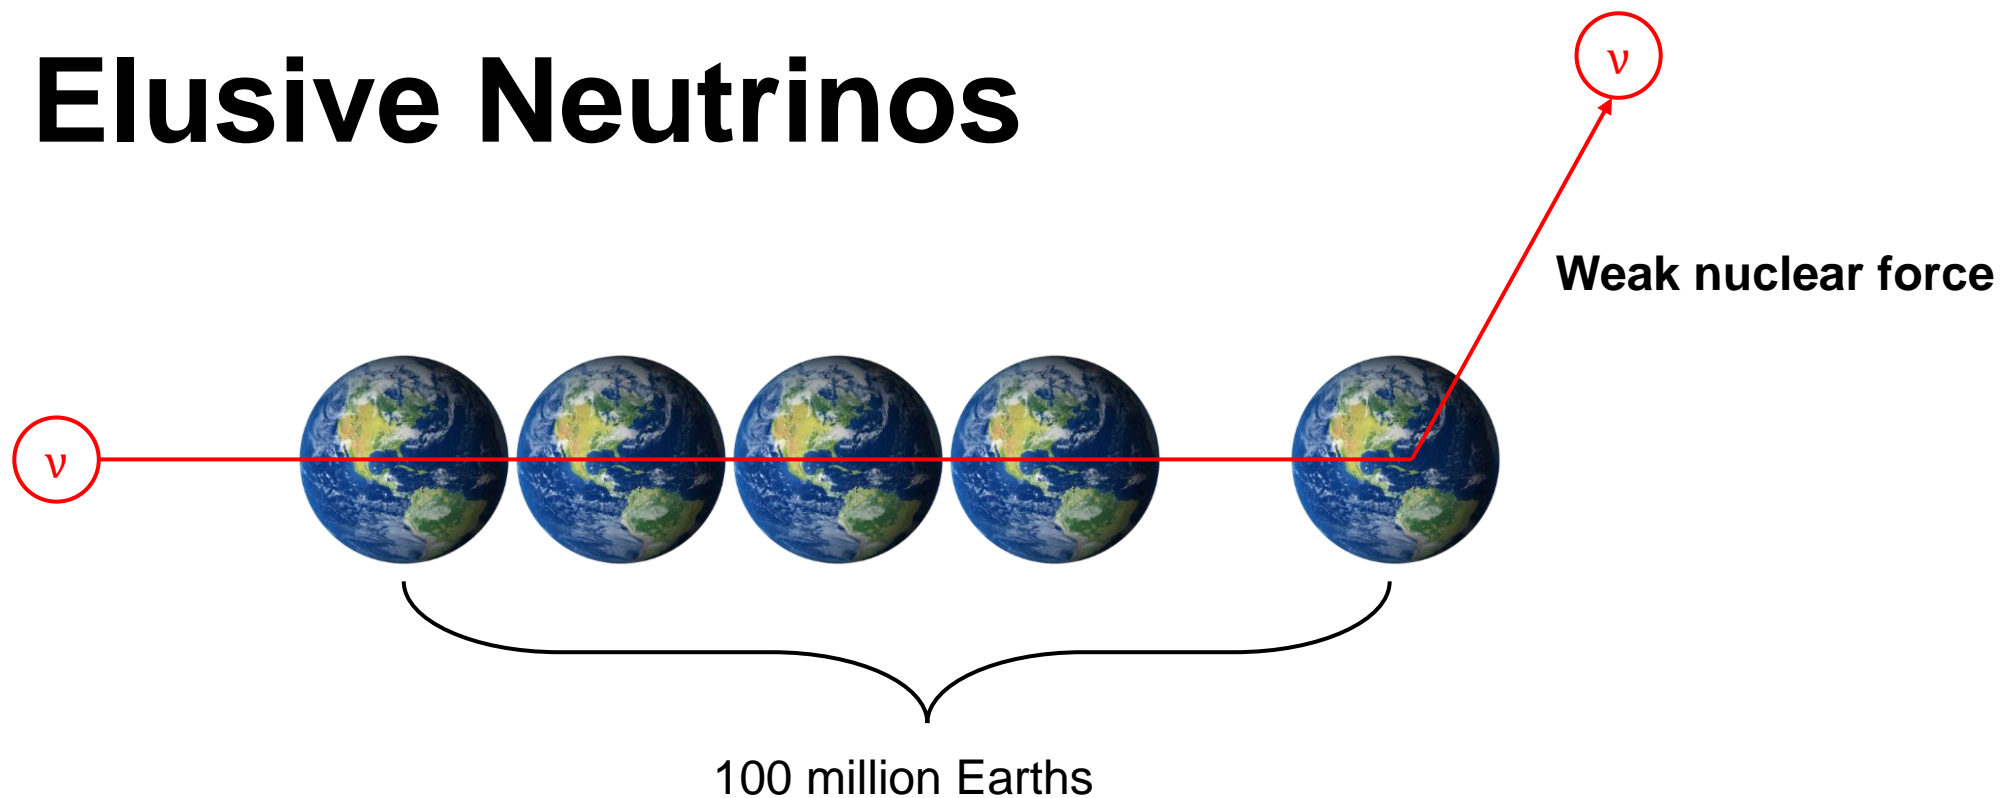 Elusive Neutrinos
ν
Weak nuclear force
ν
100 million Earths